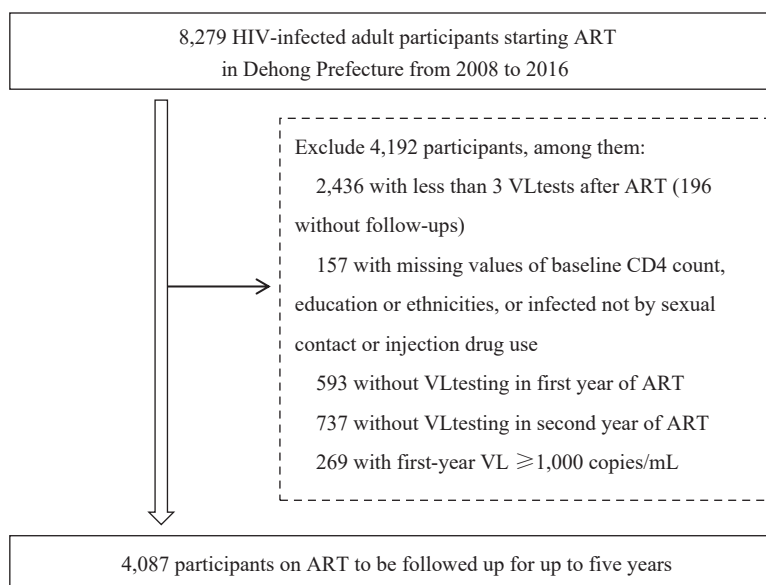 8,279 HIV-infected adult participants starting ART
in Dehong Prefecture from 2008 to 2016
Exclude 4,192 participants, among them:
2,436 with less than 3 VLtests after ART (196
without follow-ups)
157 with missing values of baseline CD4 count,
education or ethnicities, or infected not by sexual
contact or injection drug use
593 without VLtesting in first year of ART
737 without VLtesting in second year of ART
269 with first-year VL ⩾1,000 copies/mL
4,087 participants on ART to be followed up for up to five years